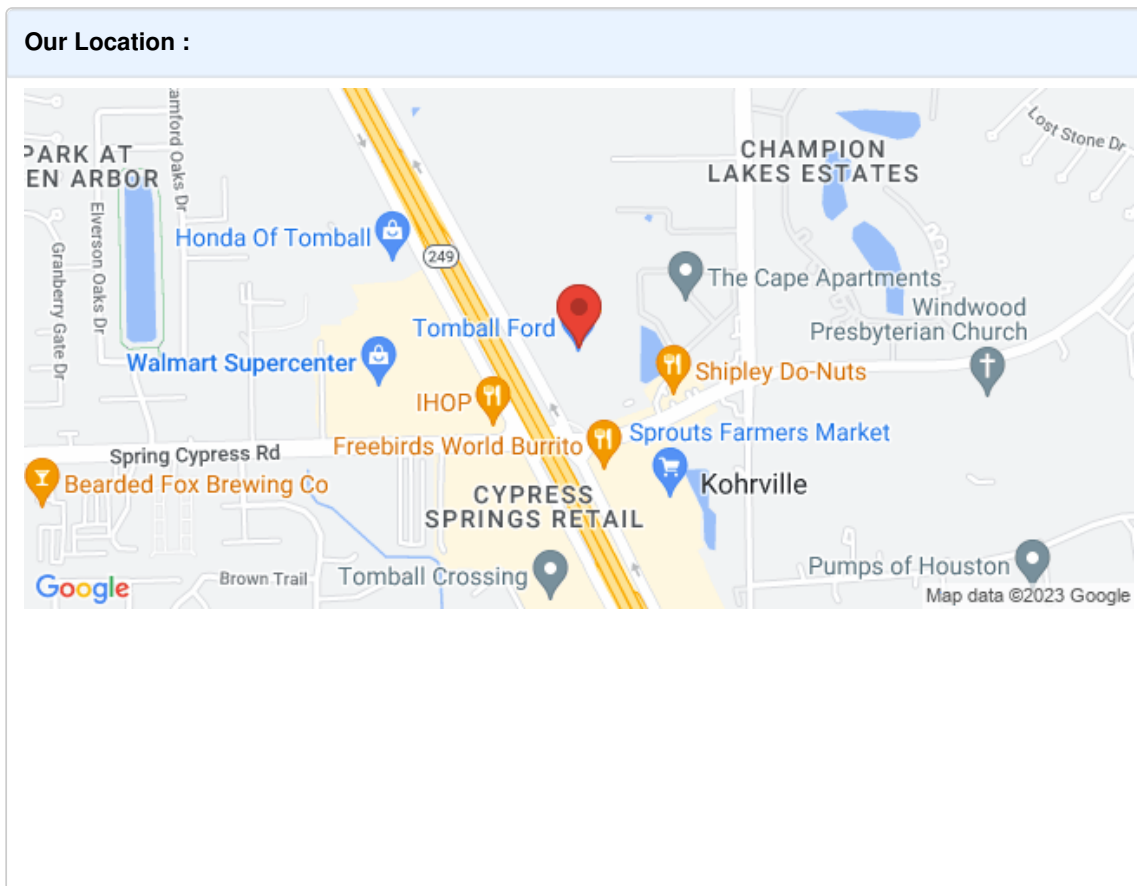 Our Location :
PARK AT
EN ARBOR
amford Oaks Dr
Elverson Oaks Dr
Granberry Gate Dr
Honda Of Tomball
249
CHAMPION
LAKES ESTATES
Lost Stone Dr
The Cape Apartments
Windwood
Presbyterian Church
Tomball Ford
Walmart Supercenter
IHOP
Shipley Do-Nuts
Freebirds World Burrito
Sprouts Farmers Market
Spring Cypress Rd
Bearded Fox Brewing Co
CYPRESS
SPRINGS RETAIL
Kohrville
Brown Trail
Tomball Crossing
Pumps of Houston
Google
Map data ©2023 Google